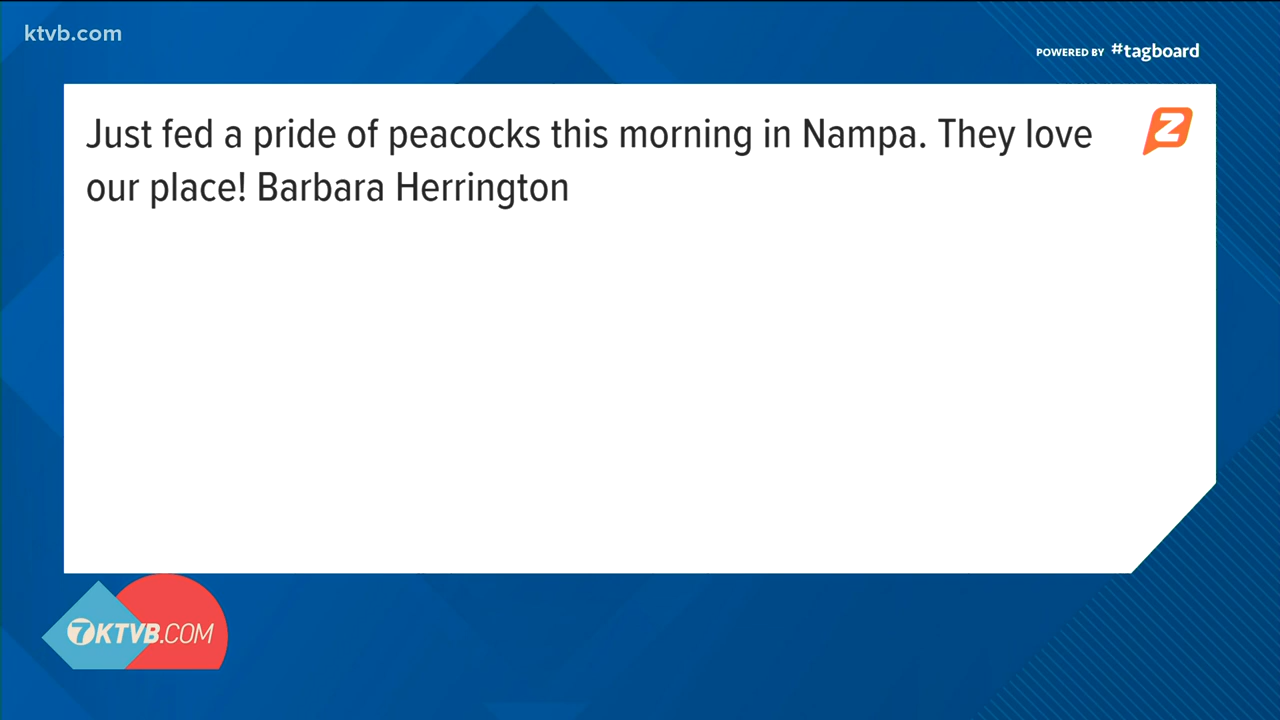 ktvb.com
POWERED BY #tagboard
Just fed a pride of peacocks this morning in Nampa. They love
our place! Barbara Herrington
Z
7KTVB.COM